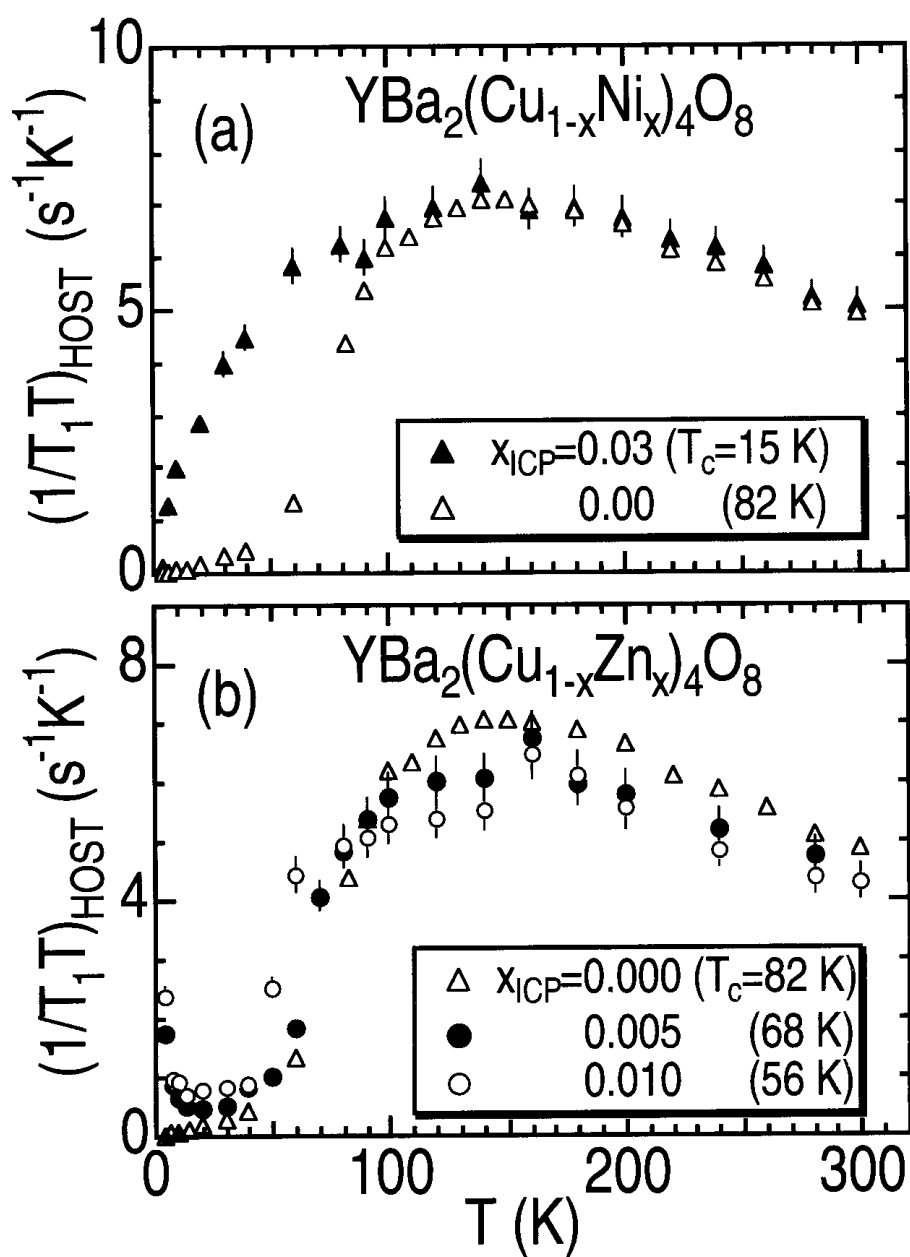 10
(a) YBa₂(Cu₁₋ₓNiₓ)₄O₈
(1/T₁T)HOST (s⁻¹K⁻¹)
5
▲ xICP=0.03 (Tc=15 K)
△ 0.00 (82 K)
0
(b) YBa₂(Cu₁₋ₓZnₓ)₄O₈
8
(1/T₁T)HOST (s⁻¹K⁻¹)
4
△ xICP=0.000 (Tc=82 K)
● 0.005 (68 K)
○ 0.010 (56 K)
0
0 100 200 300
T (K)